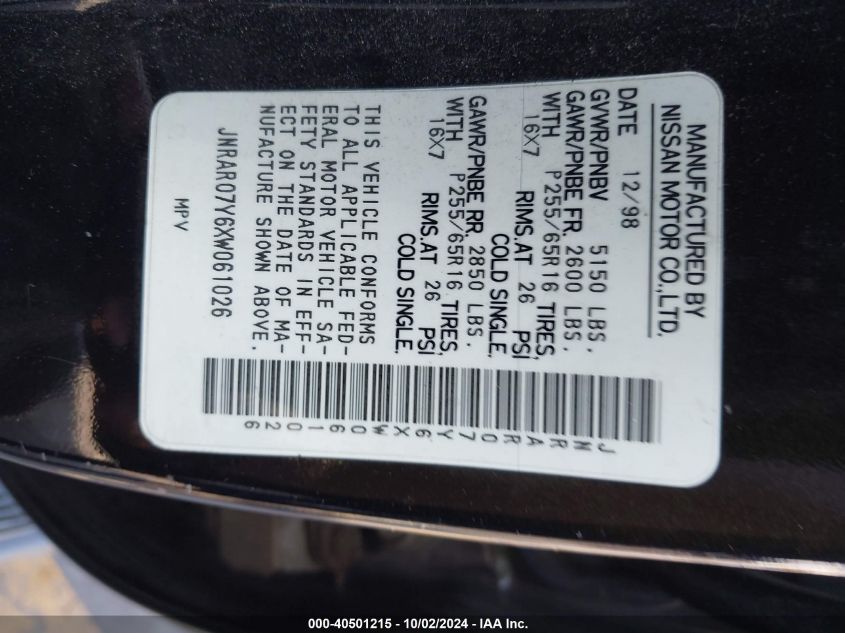 MANUFACTURED BY
NISSAN MOTOR CO.,LTD.
DATE 12/98
GVWR/PNBV 5150 LBS.
GAWR/PNBE FR. 2600 LBS.
WITH P255/65R16 TIRES,
16X7 RIMS.AT 26 PSI
COLD SINGLE.
GAWR/PNBE RR. 2850 LBS.
WITH P255/65R16 TIRES,
16X7 RIMS.AT 26 PSI
COLD SINGLE.
THIS VEHICLE CONFORMS
TO ALL APPLICABLE FED-
ERAL MOTOR VEHICLE SA-
FETY STANDARDS IN EFF-
ECT ON THE DATE OF MA-
NUFACTURE SHOWN ABOVE.
JNRAR07Y6XW061026
MPV
JNRAR07Y6XW061026
000-40501215 - 10/02/2024 - IAA Inc.